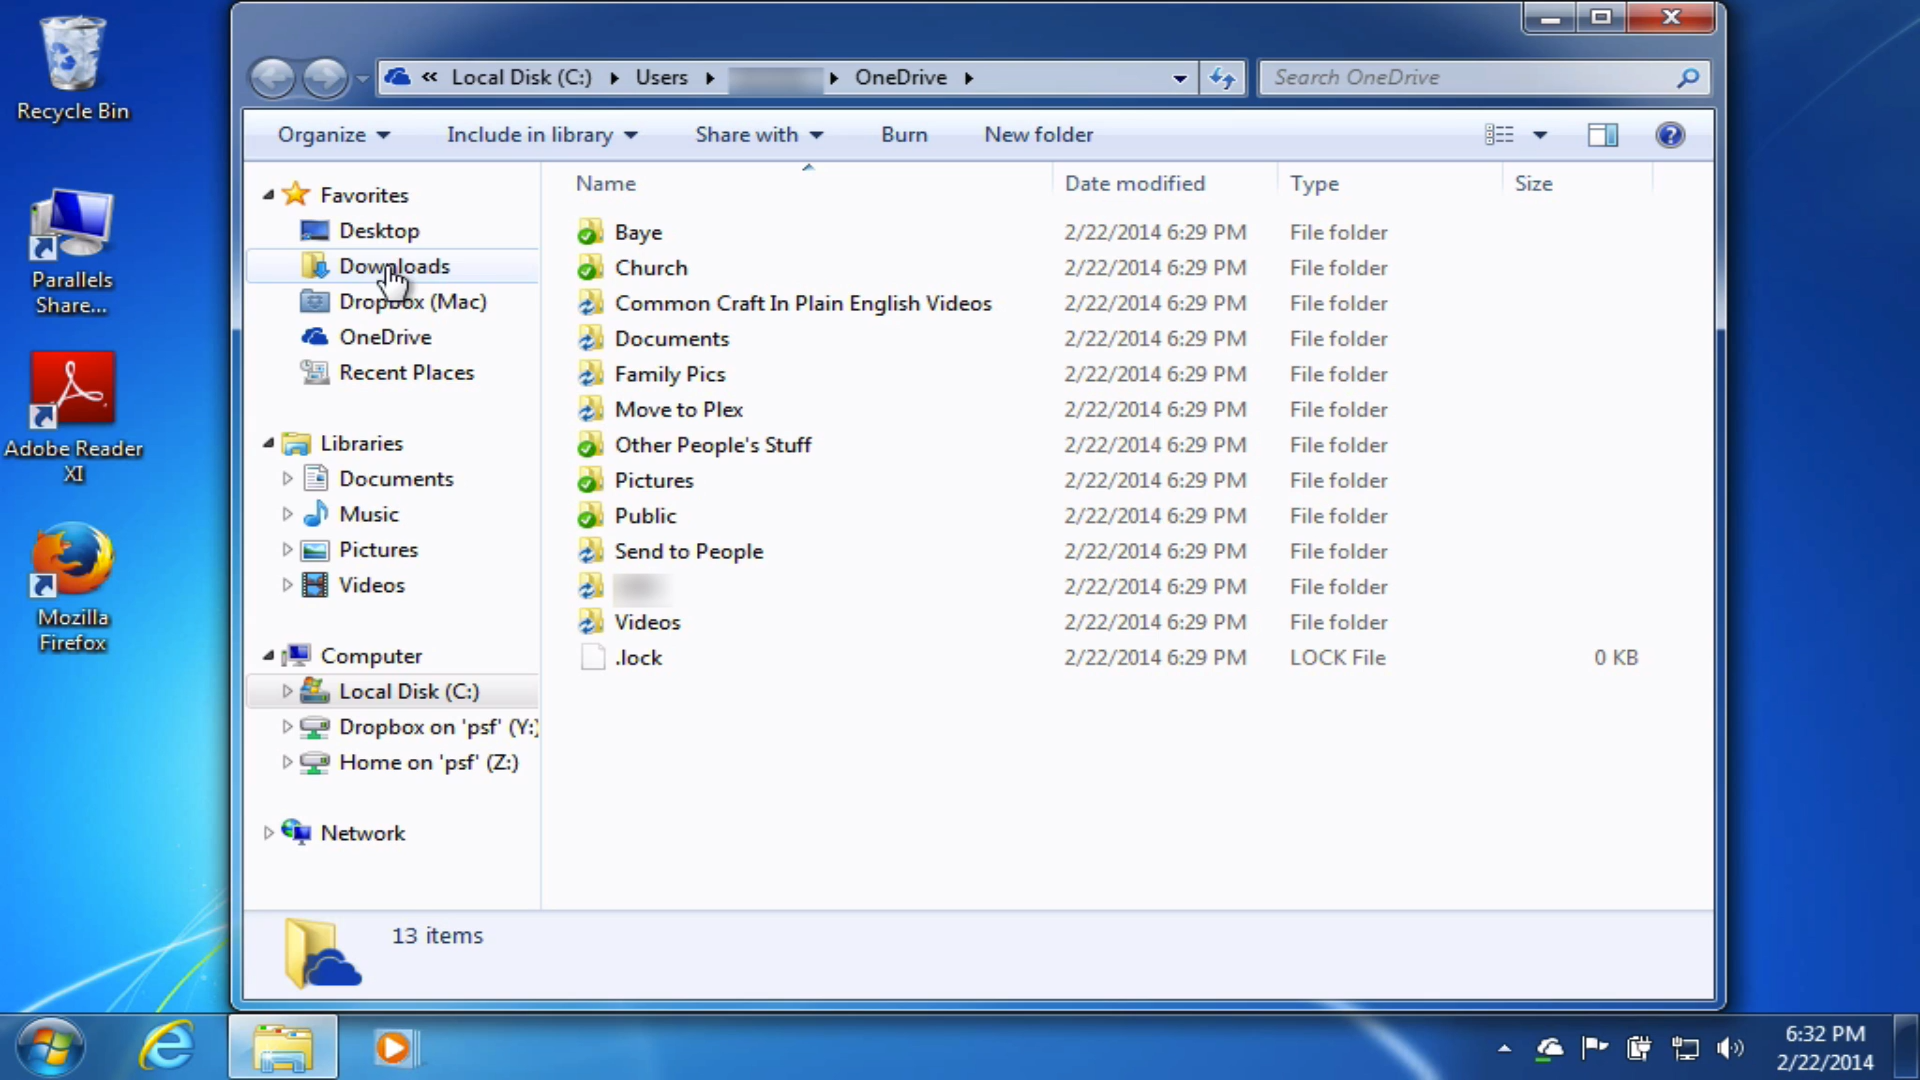 Recycle Bin
Parallels
Share...
Adobe Reader
XI
Mozilla
Firefox
« Local Disk (C:) Users OneDrive
Search OneDrive
Organize Include in library Share with Burn New folder
Favorites
Desktop
Downloads
Dropbox (Mac)
OneDrive
Recent Places
Libraries
Documents
Music
Pictures
Videos
Computer
Local Disk (C:)
Dropbox on 'psf' (Y:)
Home on 'psf' (Z:)
Network
Name Date modified Type Size
Baye 2/22/2014 6:29 PM File folder
Church 2/22/2014 6:29 PM File folder
Common Craft In Plain English Videos 2/22/2014 6:29 PM File folder
Documents 2/22/2014 6:29 PM File folder
Family Pics 2/22/2014 6:29 PM File folder
Move to Plex 2/22/2014 6:29 PM File folder
Other People's Stuff 2/22/2014 6:29 PM File folder
Pictures 2/22/2014 6:29 PM File folder
Public 2/22/2014 6:29 PM File folder
Send to People 2/22/2014 6:29 PM File folder
2/22/2014 6:29 PM File folder
Videos 2/22/2014 6:29 PM File folder
.lock 2/22/2014 6:29 PM LOCK File 0 KB
13 items
6:32 PM
2/22/2014